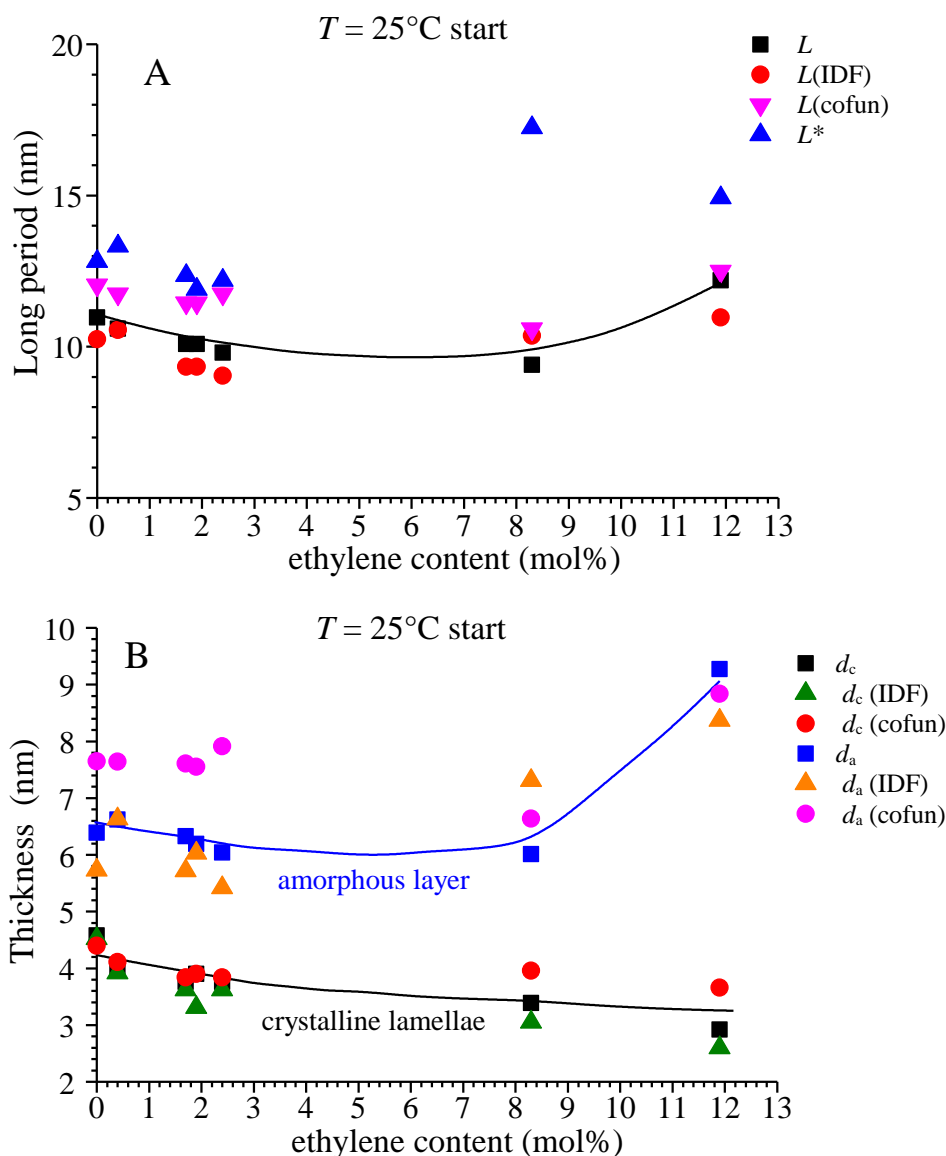 T = 25°C start
A
L
L(IDF)
L(cofun)
L*
20
15
10
5
Long period (nm)
0 1 2 3 4 5 6 7 8 9 10 11 12 13
ethylene content (mol%)
T = 25°C start
B
10
9
8
7
6
5
4
3
2
Thickness (nm)
dc
dc (IDF)
dc (cofun)
da
da (IDF)
da (cofun)
amorphous layer
crystalline lamellae
0 1 2 3 4 5 6 7 8 9 10 11 12 13
ethylene content (mol%)